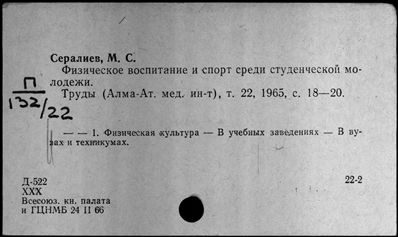 Сералиев, М. С.
Физическое воспитание и спорт среди студенческой мо-
лодежи.
Труды (Алма-Ат. мед. ин-т), т. 22, 1965, с. 18—20.
П
132/22
— — 1. Физическая культура — В учебных заведениях — В ву-
зах и техникумах.
Д-522
22-2
XXX
Всесоюз. кн. палата
и ГЦНМБ 24 II 66